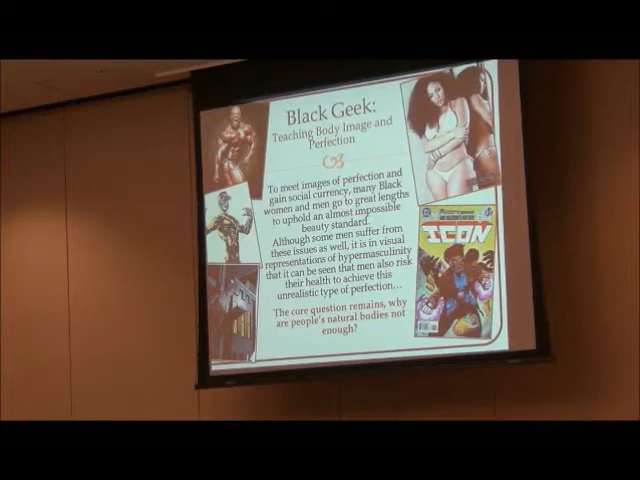 Black Geek:
Teaching Body Image and
Perfection
To meet images of perfection and
gain social currency, many Black
women and men go to great lengths
to uphold an almost impossible
beauty standard.
Although some men suffer from
these issues as well, it is in visual
representations of hypermasculinity
that it can be seen that men also risk
their health to achieve this
unrealistic type of perfection...
The core question remains, why
are people's natural bodies not
enough?
ICON